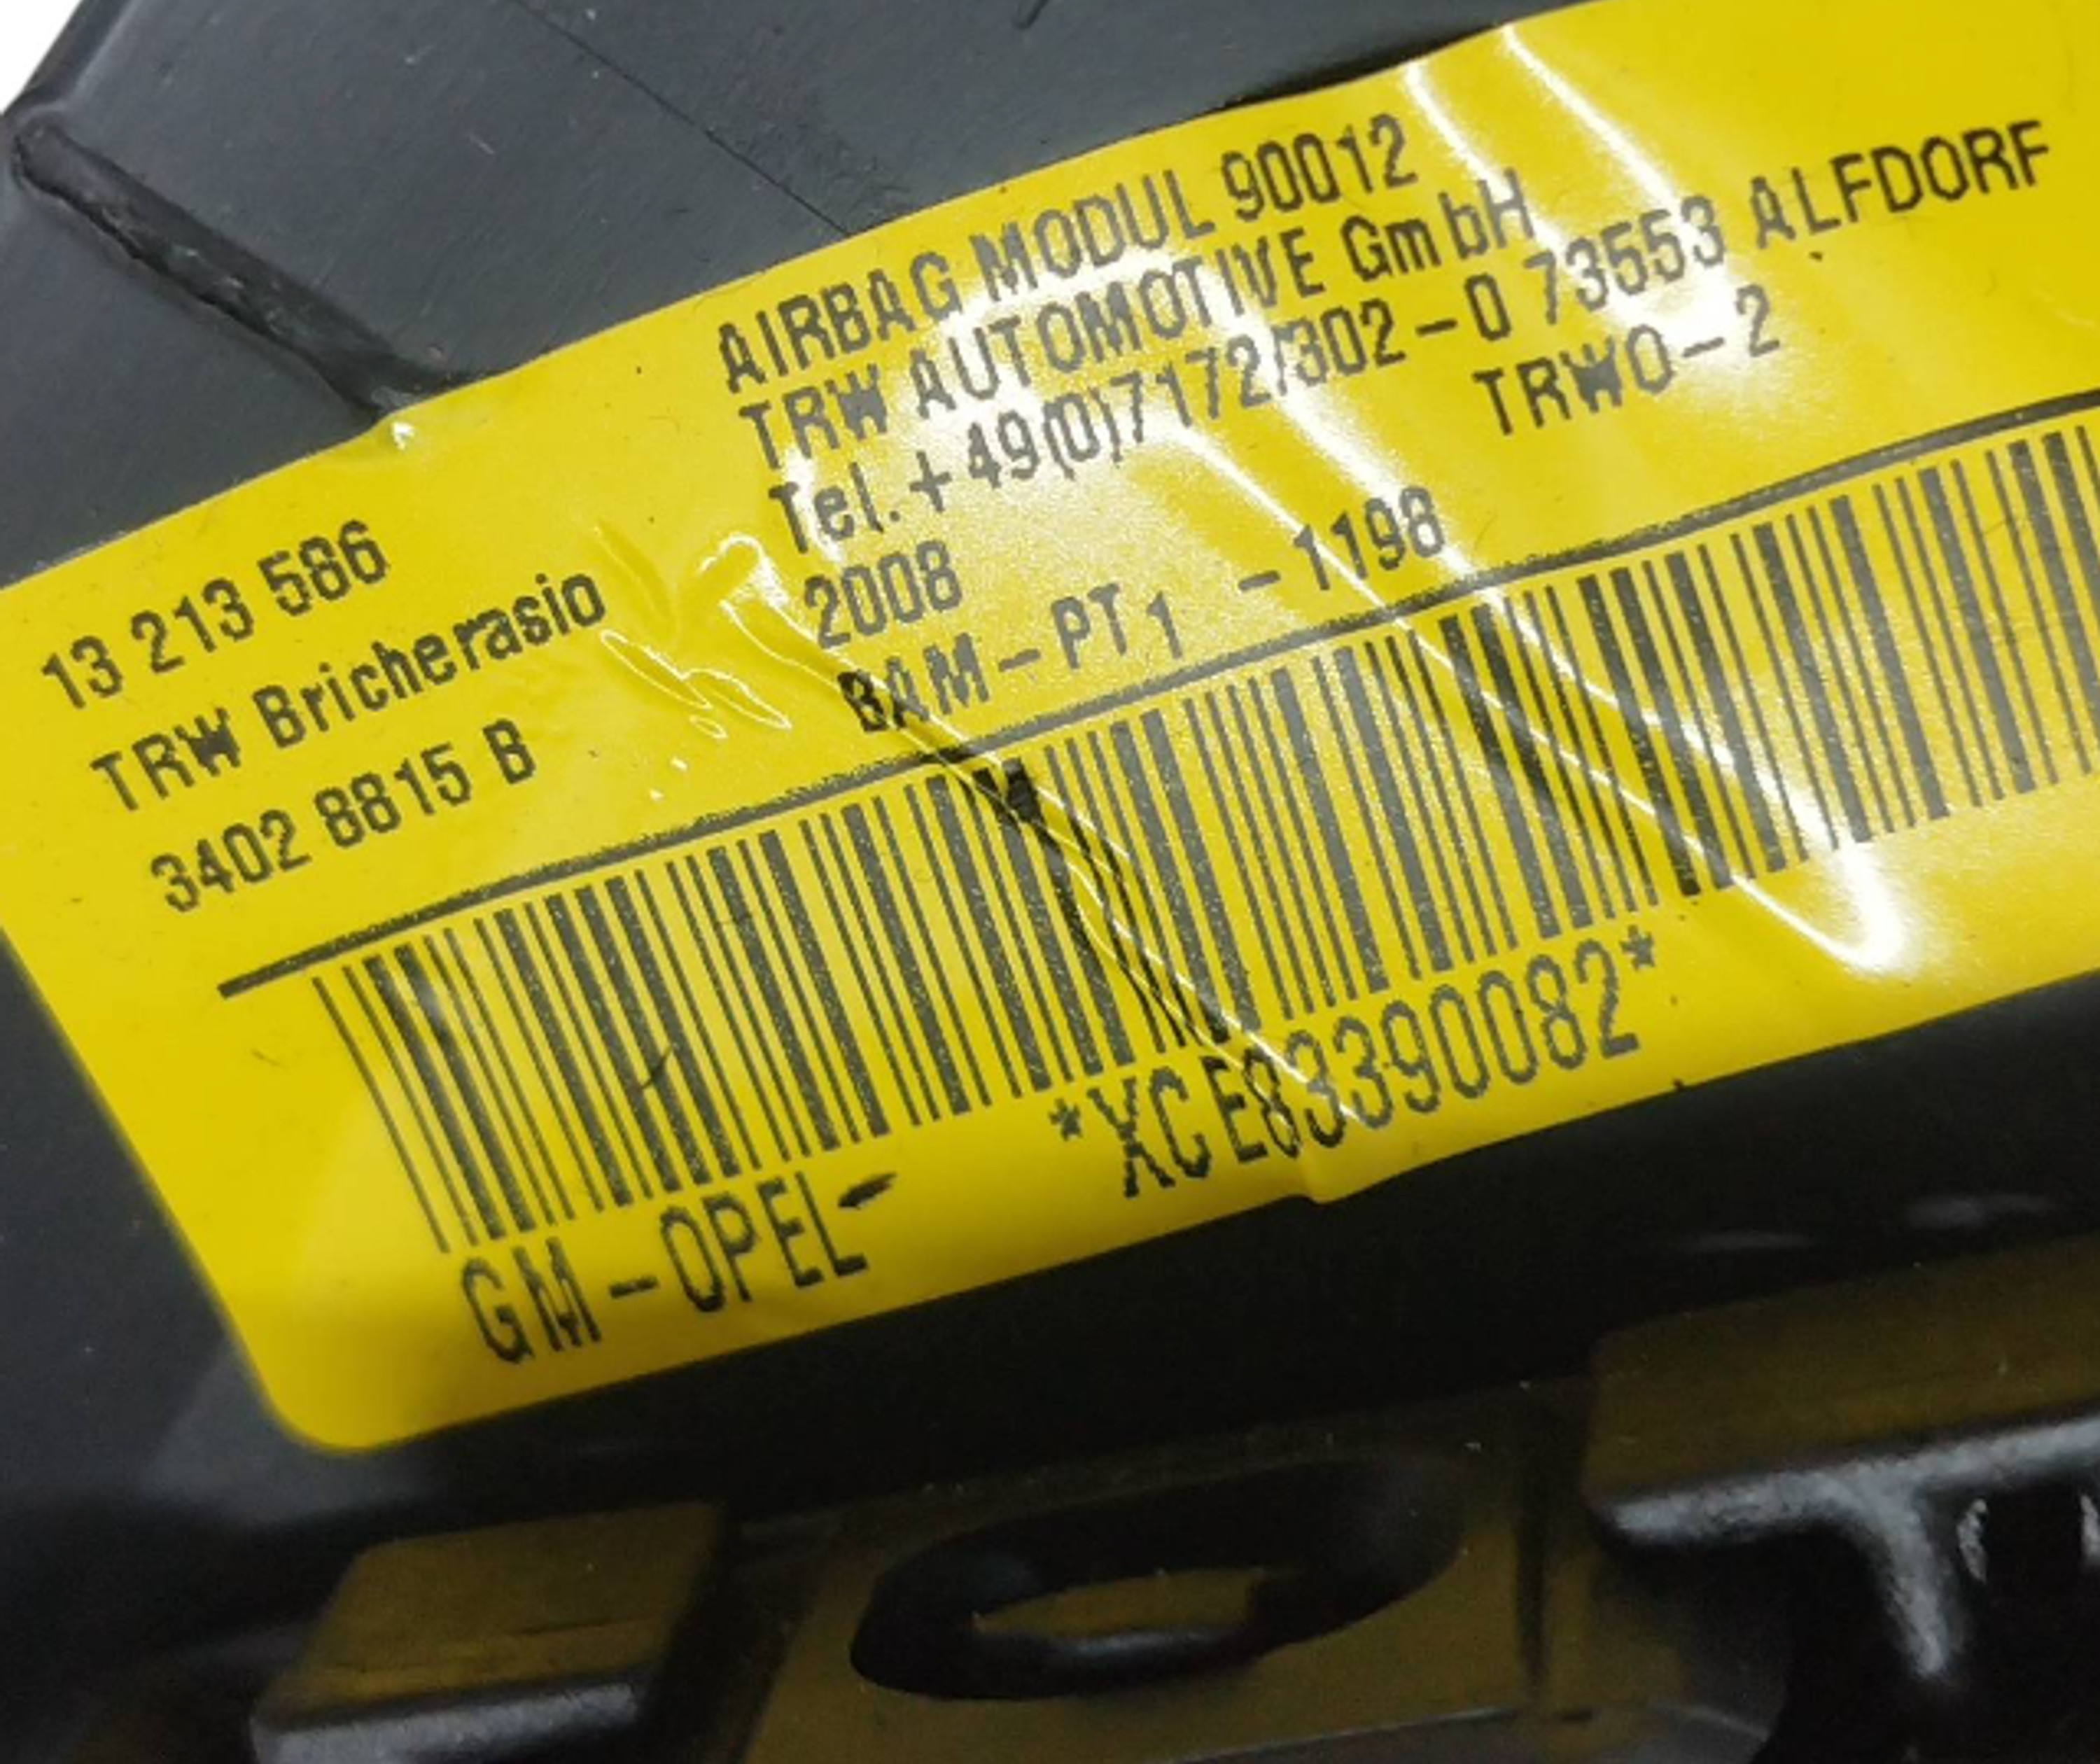 AIRBAG MODUL 90012
TRW AUTOMOTIVE GmbH
Tel.+49(0)7172/302-0 73553 ALFDORF
2008 TRWO-2
BAM-PT1 -1198
13 213 586
TRW Bricherasio
3402 8815 B
*XCE83390082*
GM-OPEL-